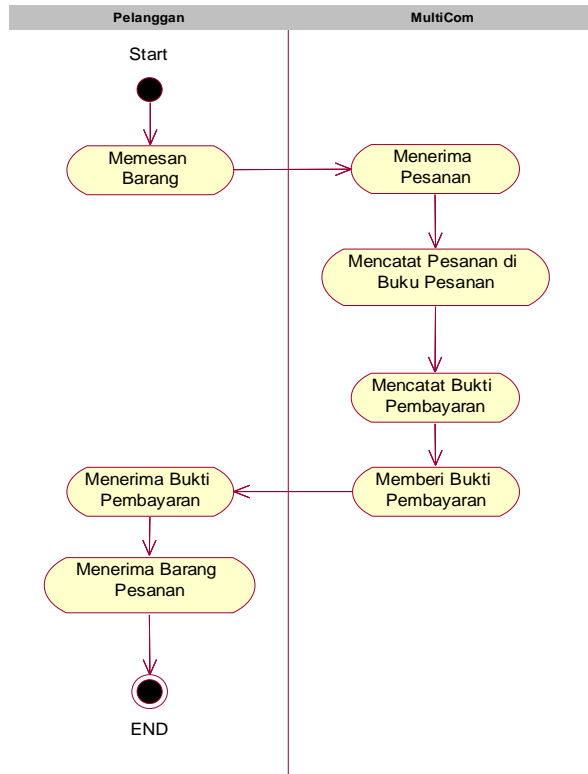 Pelanggan
MultiCom
Start
Memesan
Barang
Menerima
Pesanan
Mencatat Pesanan di
Buku Pesanan
Mencatat Bukti
Pembayaran
Memberi Bukti
Pembayaran
Menerima Bukti
Pembayaran
Menerima Barang
Pesanan
END